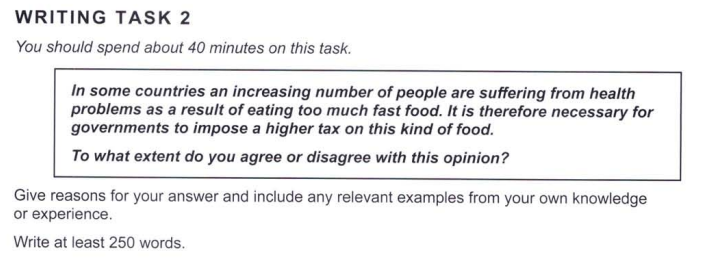 WRITING TASK 2
You should spend about 40 minutes on this task.
In some countries an increasing number of people are suffering from health
problems as a result of eating too much fast food. It is therefore necessary for
governments to impose a higher tax on this kind of food.
To what extent do you agree or disagree with this opinion?
Give reasons for your answer and include any relevant examples from your own knowledge
or experience.
Write at least 250 words.